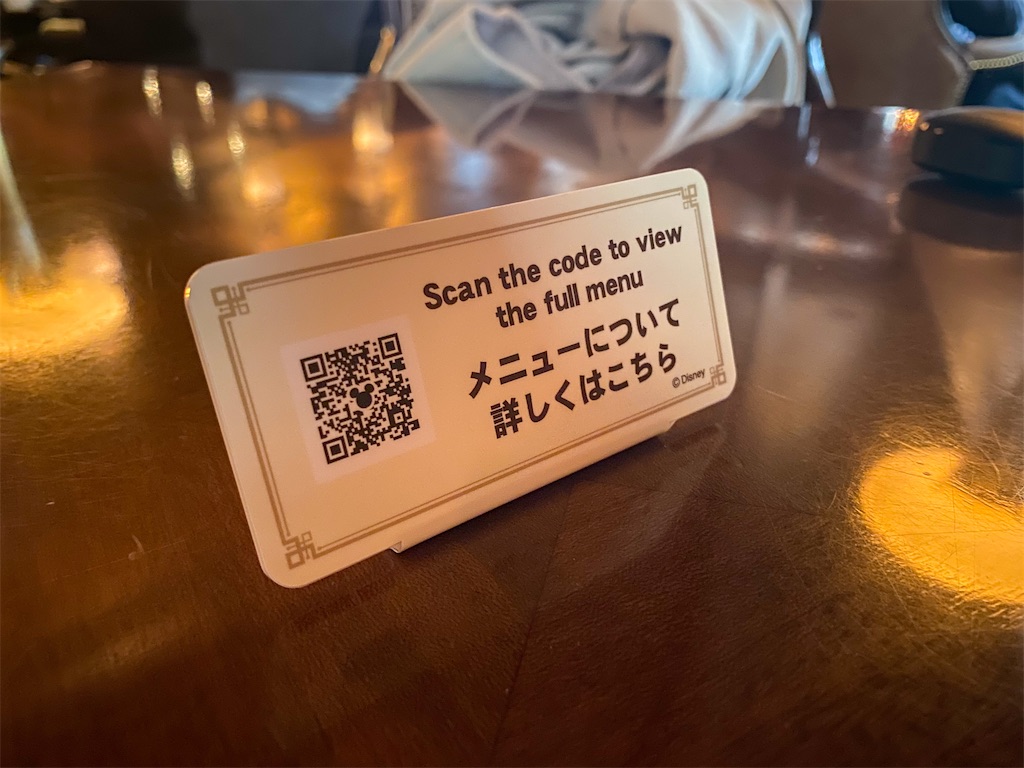 Scan the code to view
the full menu
メニューについて
詳しくはこちら
© Disney